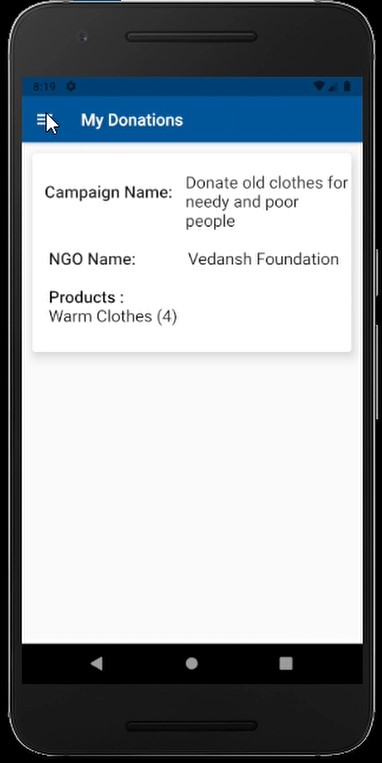 8:19
My Donations
Campaign Name: Donate old clothes for
needy and poor
people
NGO Name: Vedansh Foundation
Products :
Warm Clothes (4)